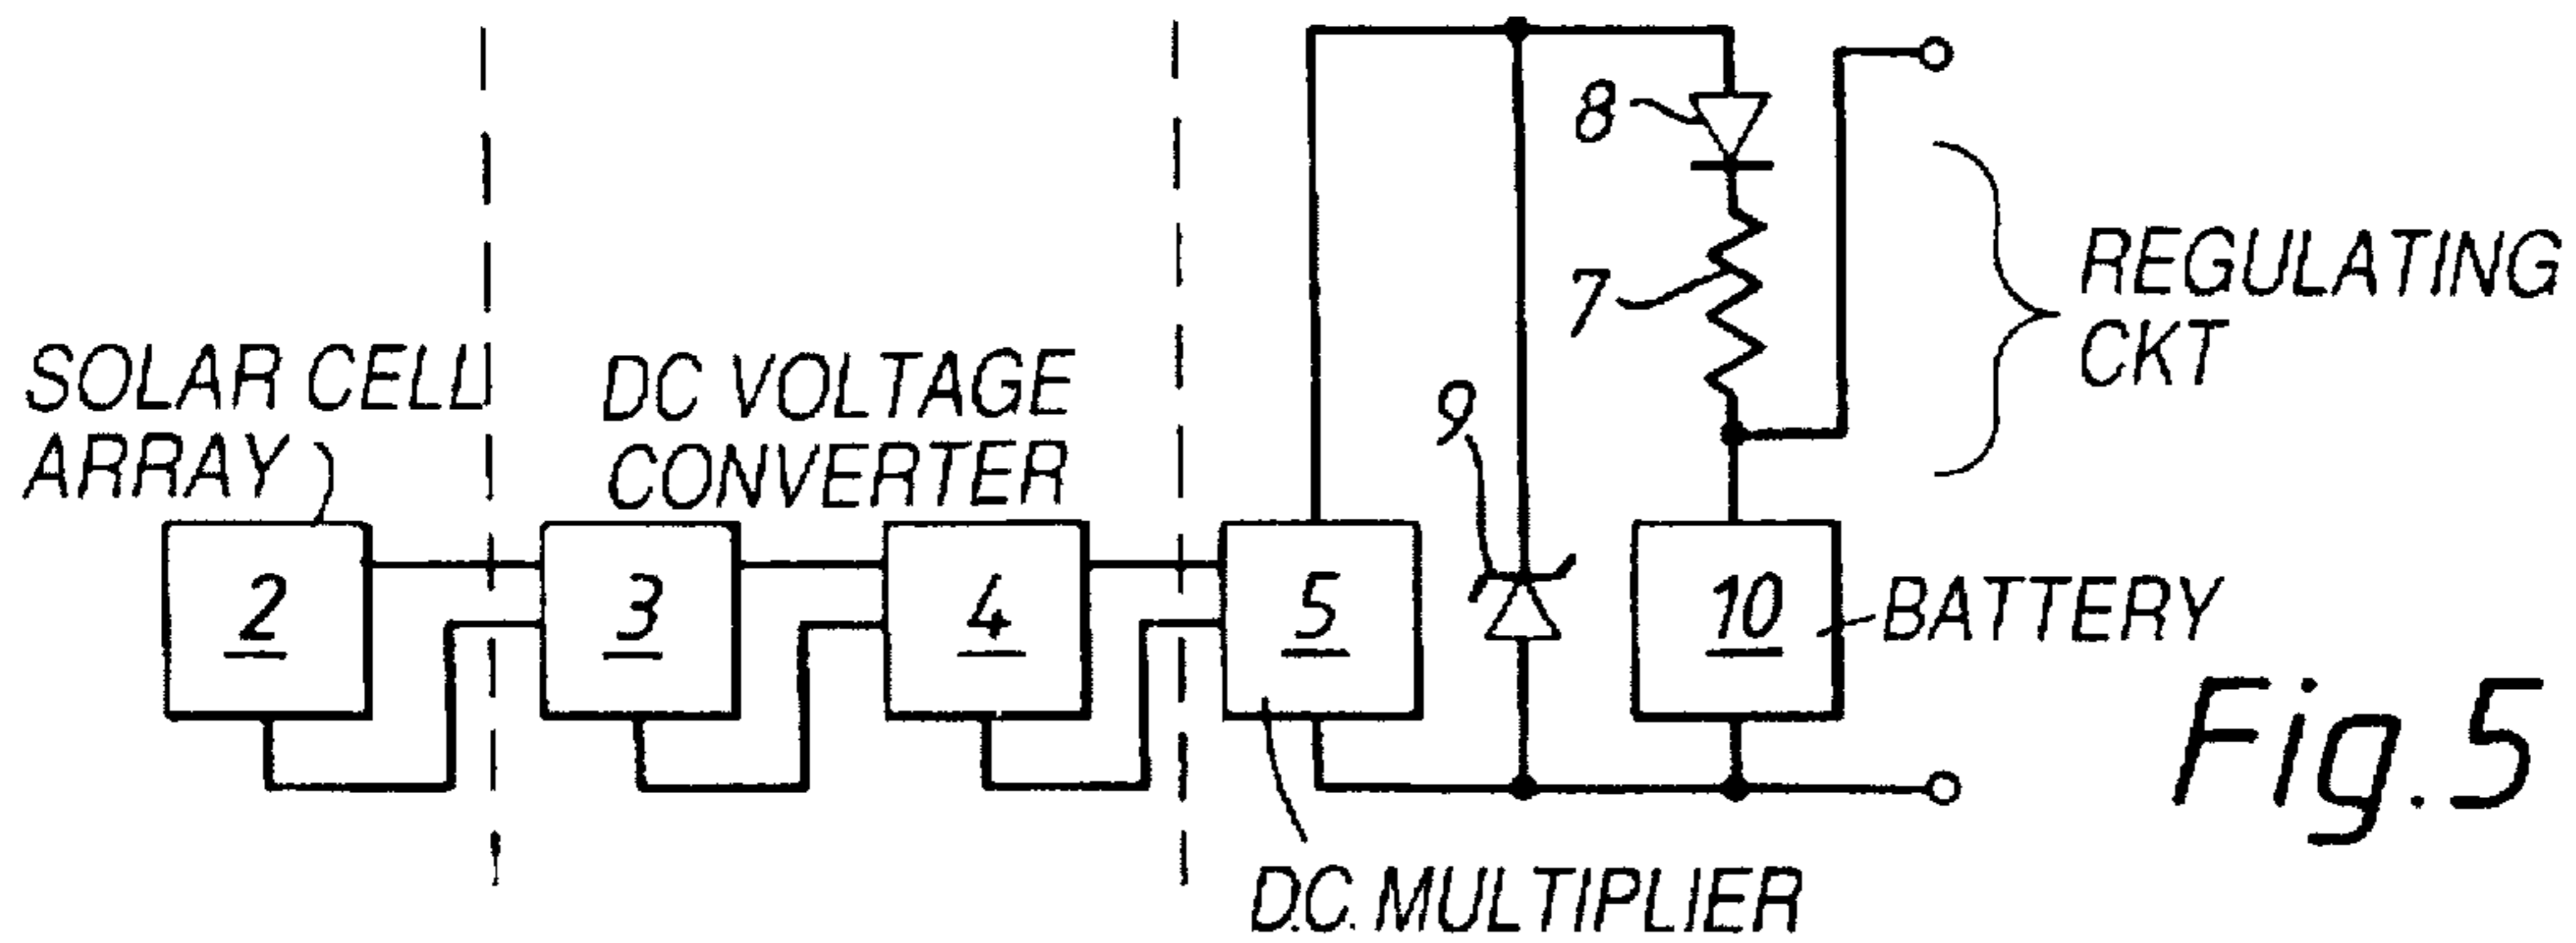 SOLAR CELL
ARRAY
DC VOLTAGE
CONVERTER
8
7
9
REGULATING
CKT
2
3
4
5
10
BATTERY
D.C. MULTIPLIER
Fig.5